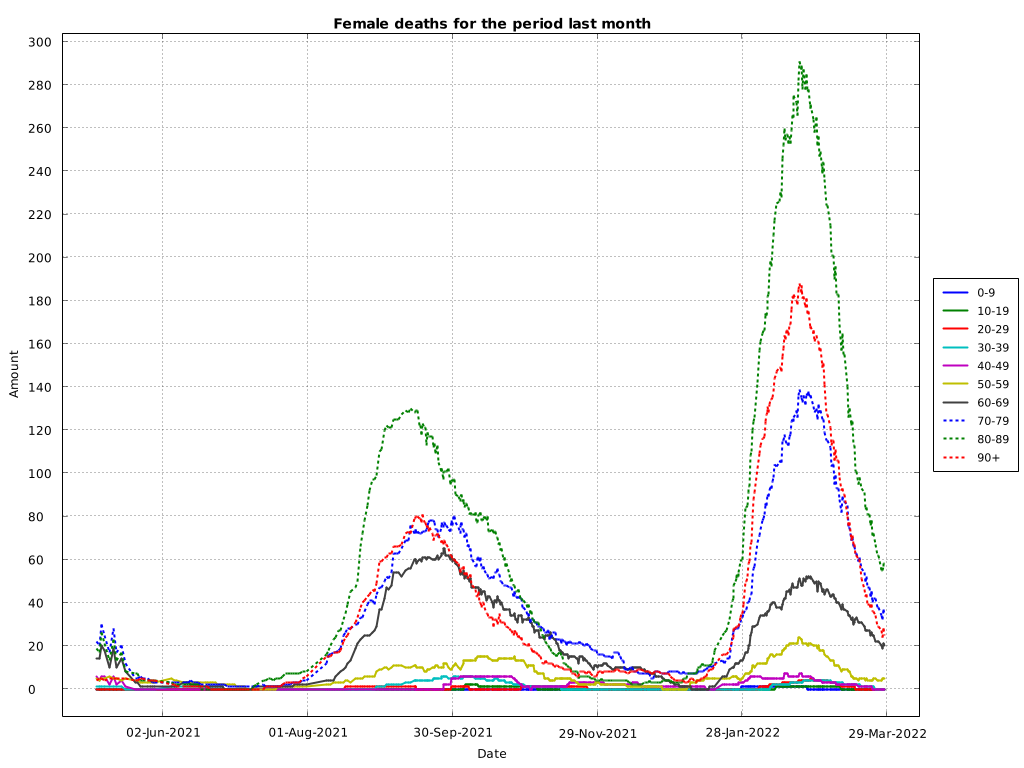 Female deaths for the period last month
300
280
260
240
220
200
180
160
140
120
100
80
60
40
20
0
Amount
02-Jun-2021
01-Aug-2021
30-Sep-2021
29-Nov-2021
28-Jan-2022
29-Mar-2022
Date
0-9
10-19
20-29
30-39
40-49
50-59
60-69
70-79
80-89
90+